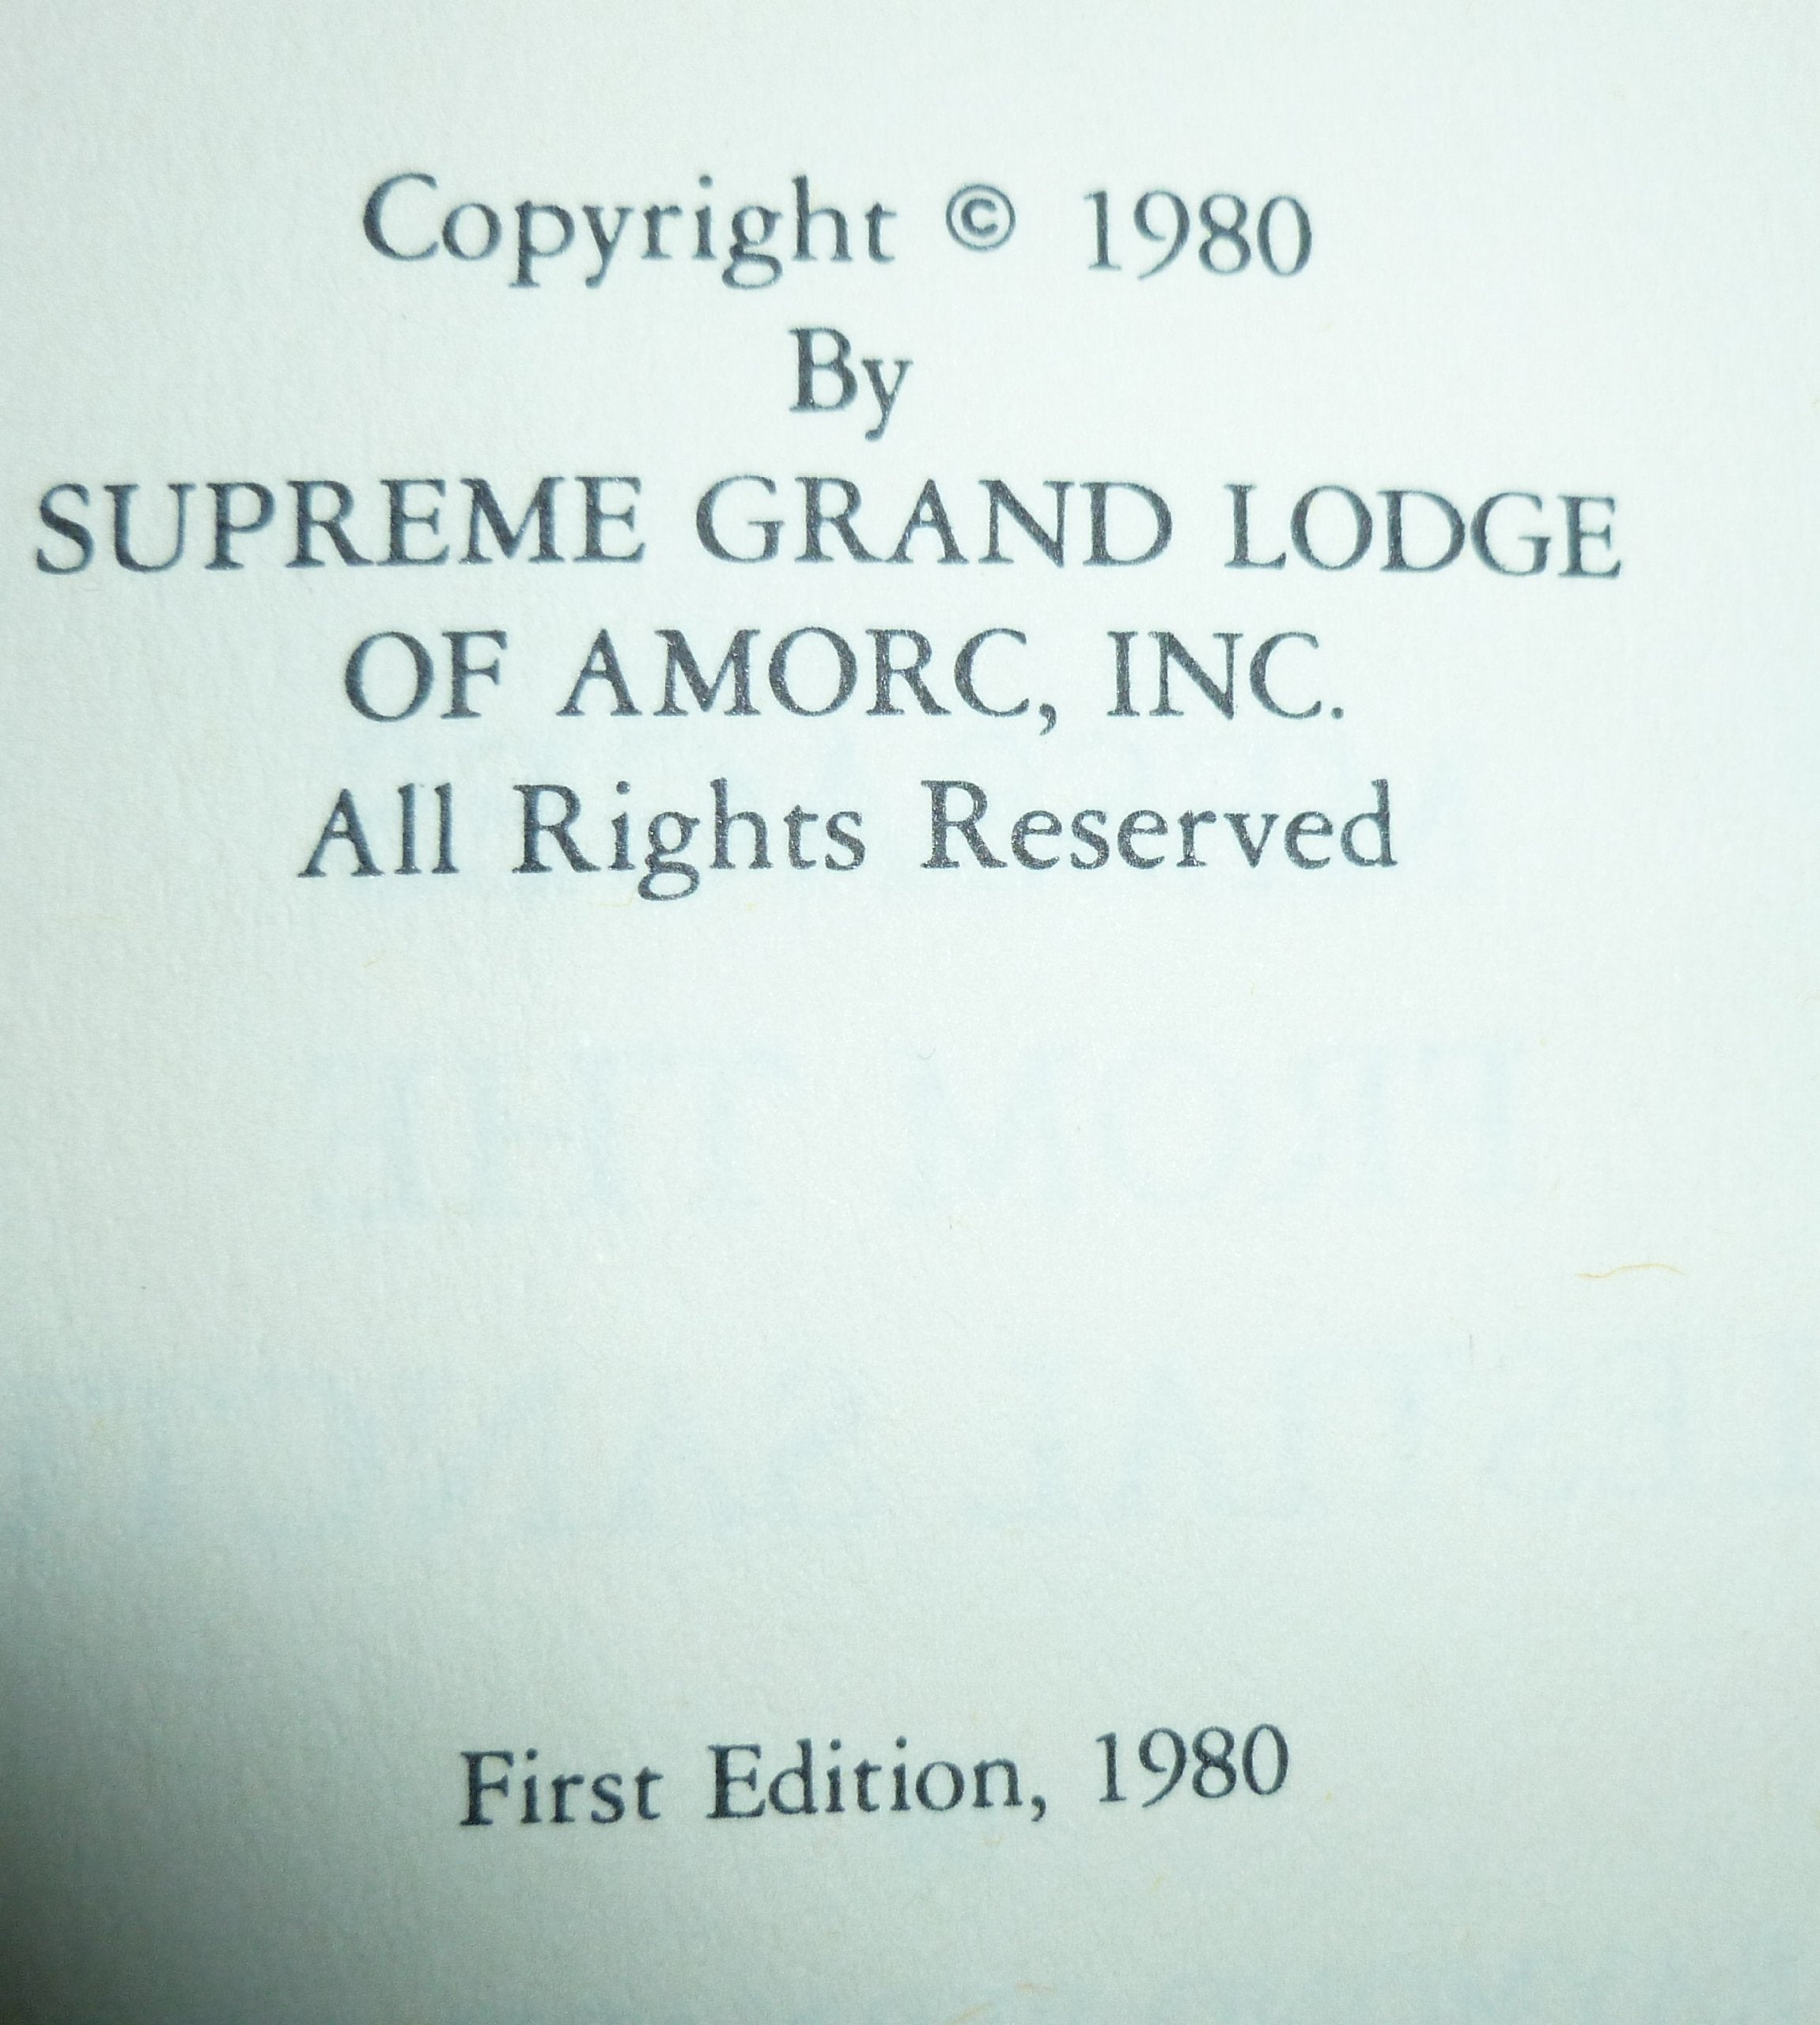 Copyright © 1980
By
SUPREME GRAND LODGE
OF AMORC, INC.
All Rights Reserved
First Edition, 1980